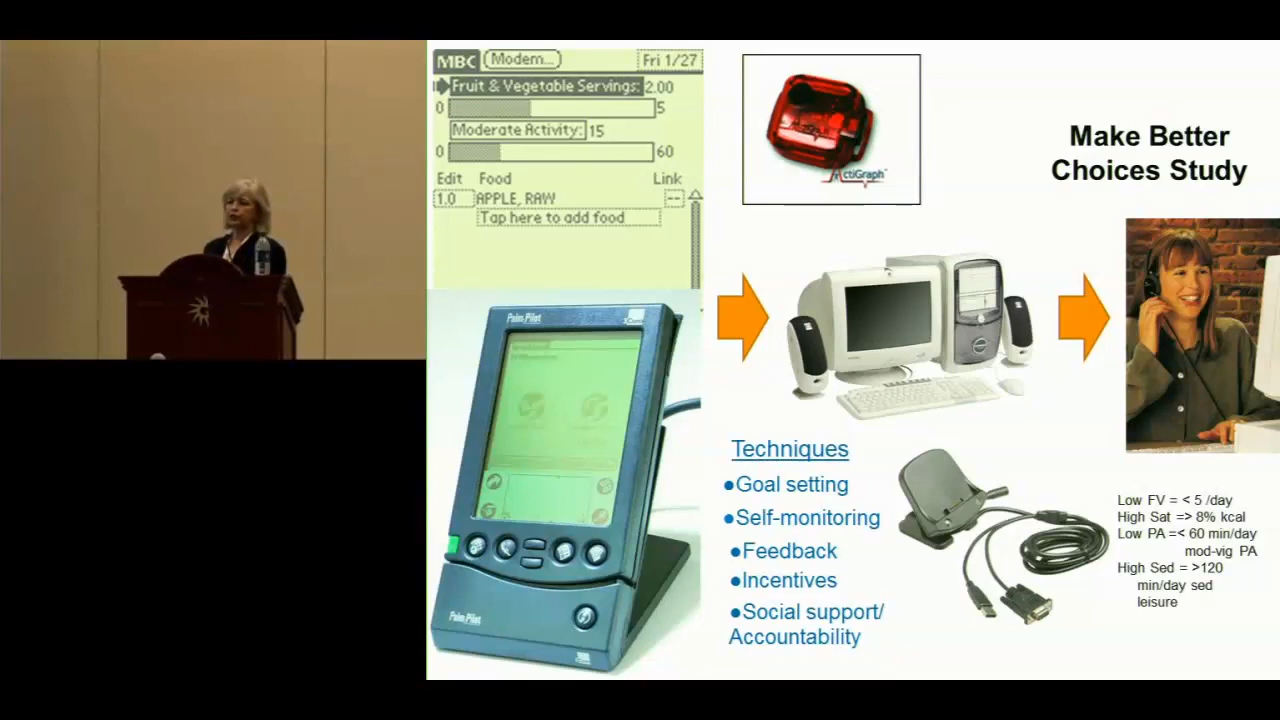 MBC Modem... Fri 1/27
Fruit & Vegetable Servings: 2.00
0 5
Moderate Activity: 15
0 60
Edit Food Link
1.0 APPLE, RAW --
Tap here to add food
ActiGraph
Make Better
Choices Study
Palm Pilot
Palm Pilot
Techniques
●Goal setting
●Self-monitoring
●Feedback
●Incentives
●Social support/
Accountability
Low FV = < 5 /day
High Sat => 8% kcal
Low PA =< 60 min/day
mod-vig PA
High Sed = >120
min/day sed
leisure